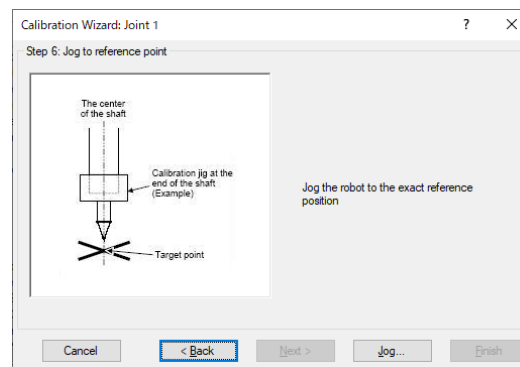 Calibration Wizard: Joint 1
Step 6: Jog to reference point
The center
of the shaft
Calibration jig at the
end of the shaft
(Example)
Target point
Jog the robot to the exact reference
position
Cancel
< Back
Next >
Jog...
Finish